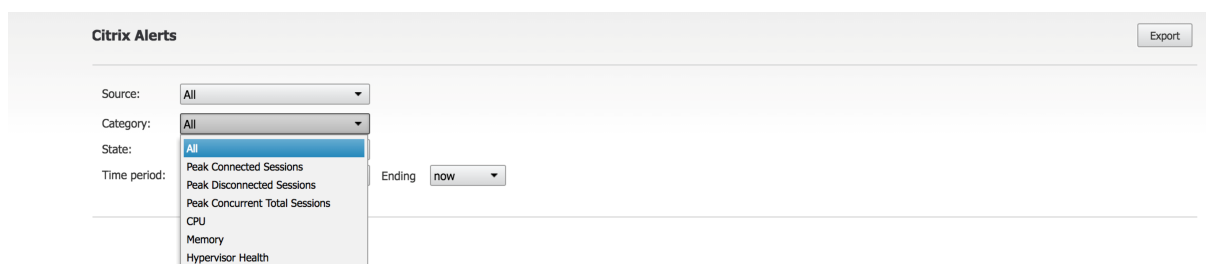 Citrix Alerts Export
Source: All
Category: All
State: All
Time period: Peak Connected Sessions Ending now
Peak Disconnected Sessions
Peak Concurrent Total Sessions
CPU
Memory
Hypervisor Health